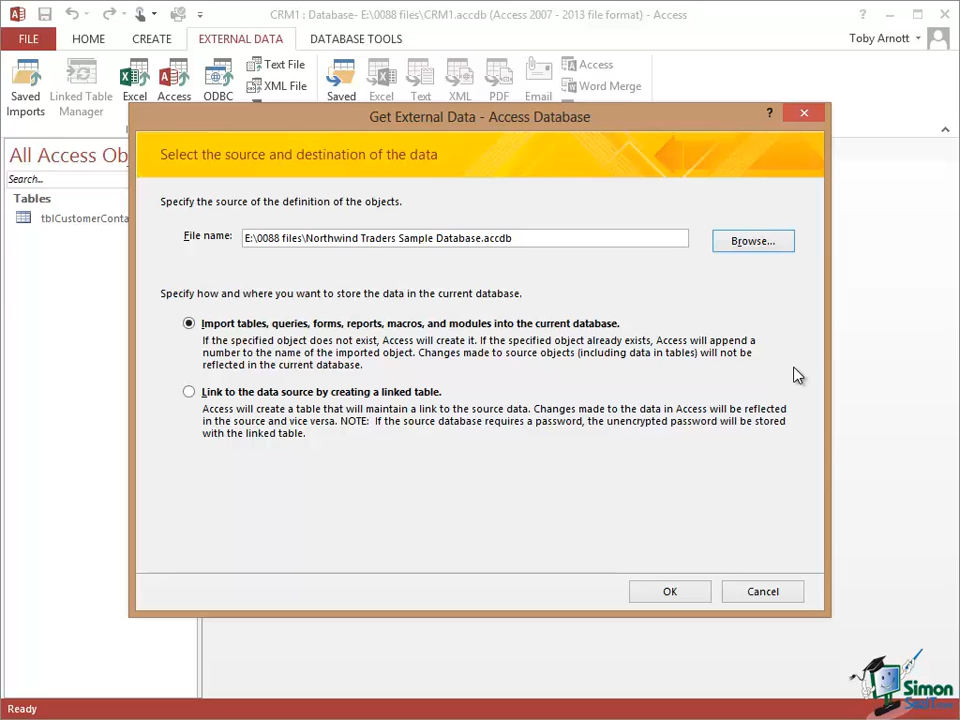 CRM1 : Database- E:\0088 files\CRM1.accdb (Access 2007 - 2013 file format) - Access
FILE HOME CREATE EXTERNAL DATA DATABASE TOOLS Toby Arnott
Saved Imports
Linked Table Manager
Excel
Access
ODBC
Text File
XML File
Saved
Excel
Text
XML
PDF
Email
Access
Word Merge
Get External Data - Access Database
?
All Access Ob
Search...
Tables
tblCustomerConta
Select the source and destination of the data
Specify the source of the definition of the objects.
File name: E:\0088 files\Northwind Traders Sample Database.accdb Browse...
Specify how and where you want to store the data in the current database.
Import tables, queries, forms, reports, macros, and modules into the current database.
If the specified object does not exist, Access will create it. If the specified object already exists, Access will append a
number to the name of the imported object. Changes made to source objects (including data in tables) will not be
reflected in the current database.
Link to the data source by creating a linked table.
Access will create a table that will maintain a link to the source data. Changes made to the data in Access will be reflected
in the source and vice versa. NOTE: If the source database requires a password, the unencrypted password will be stored
with the linked table.
OK Cancel
Ready
Simon